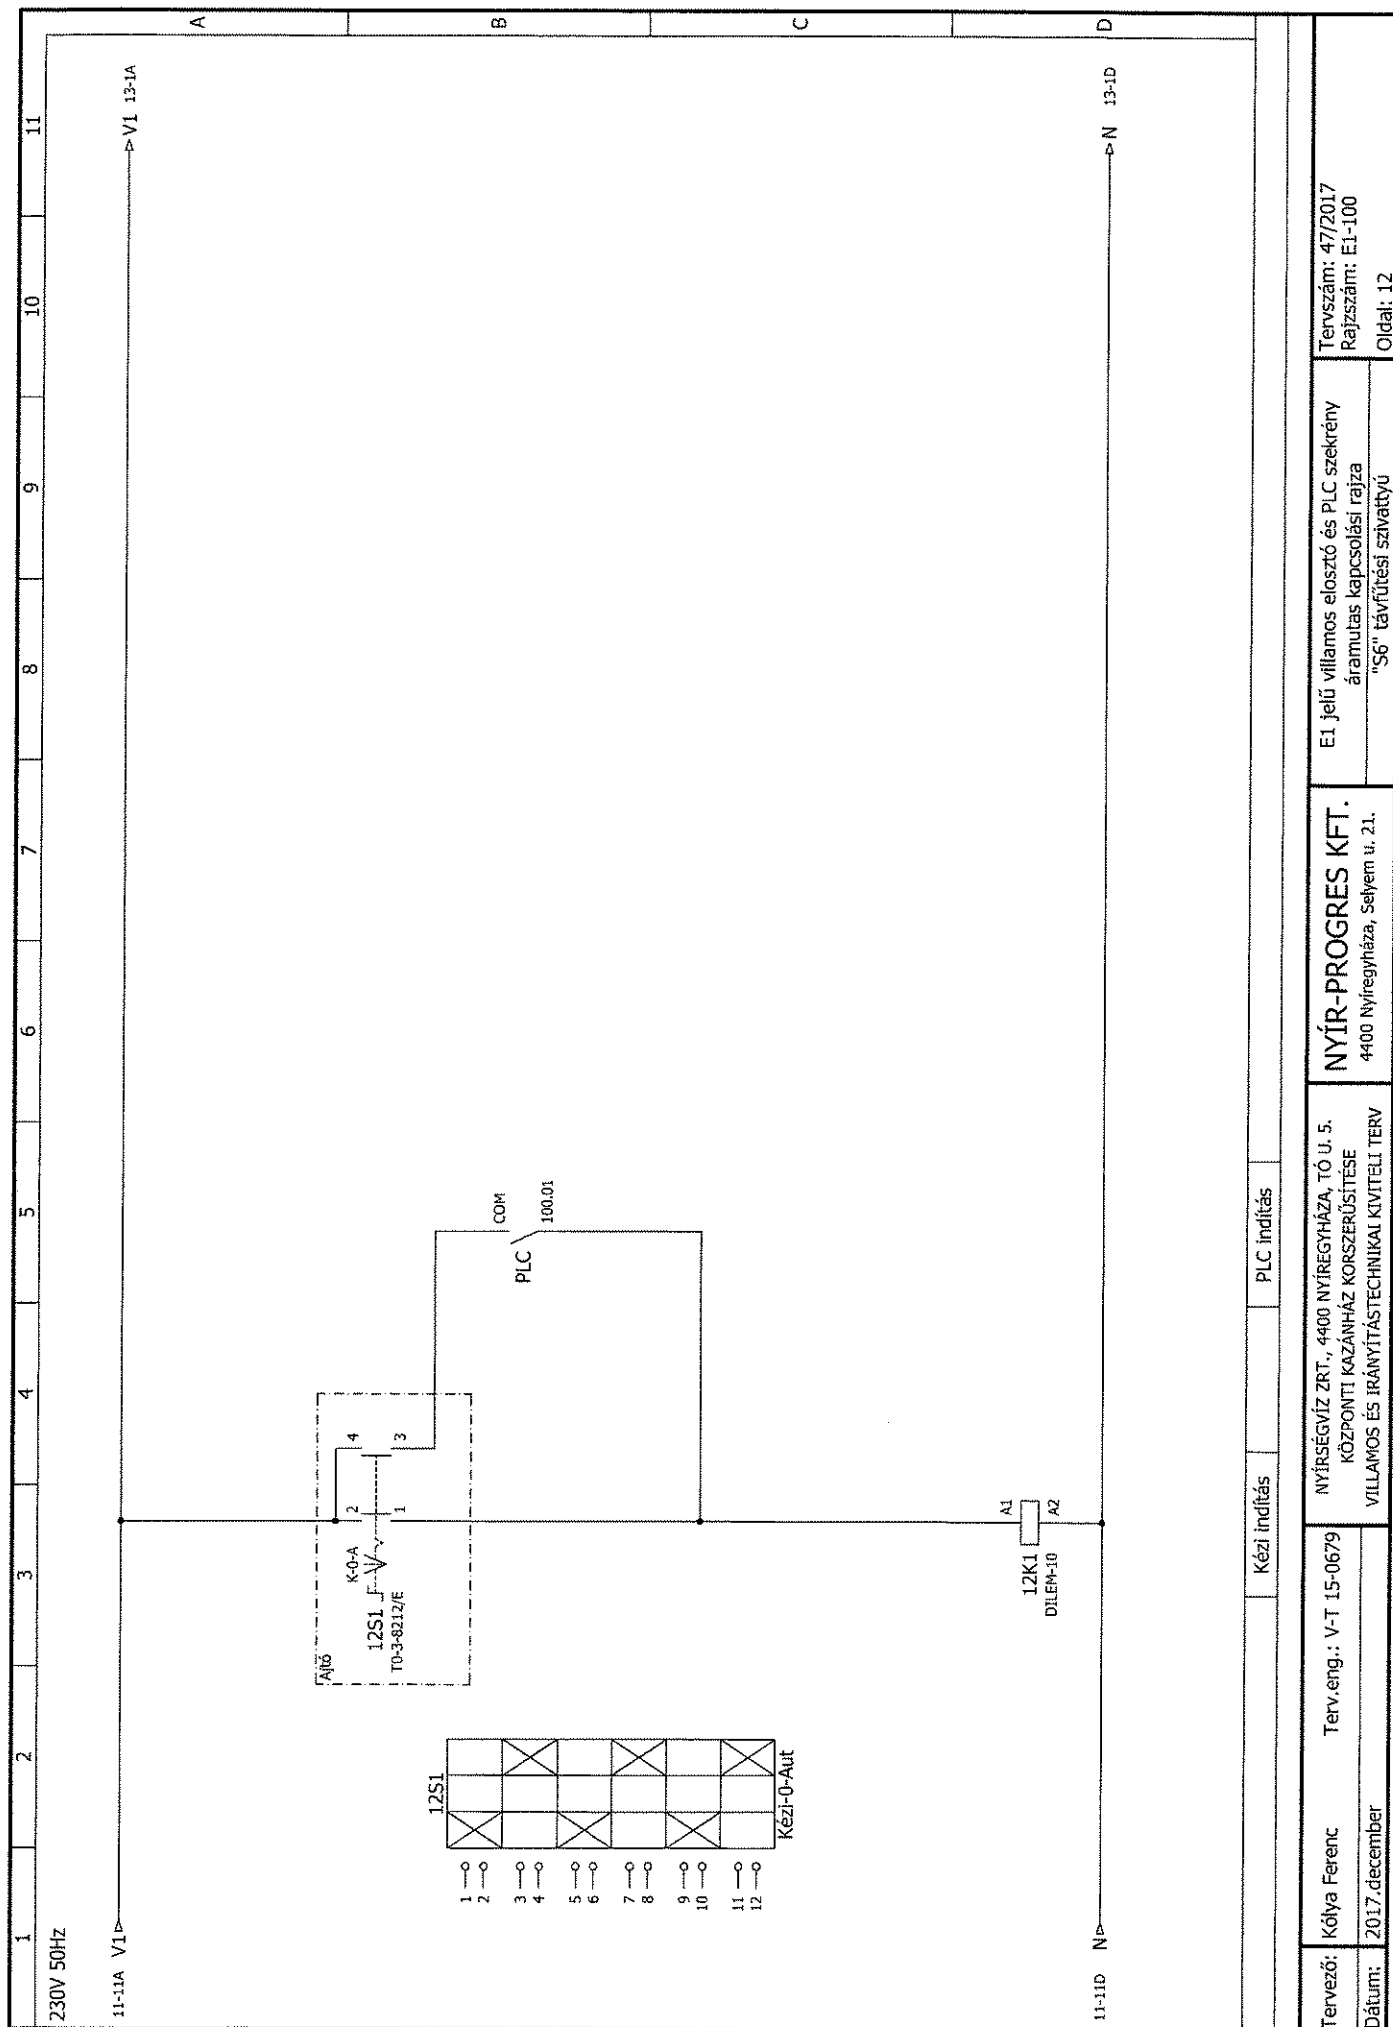 1 2 3 4 5 6 7 8 9 10 11
A
B
C
D
230V 50Hz
11-11A V1
V1 13-1A
12S1
1
2
3
4
5
6
7
8
9
10
11
12
Kézi-0-Aut
Ajtó
K-0-A
12S1
T0-3-8212/E
2
1
4
3
COM
PLC
100.01
A1
12K1
DILEM-10
A2
11-11D N
N 13-1D
Kézi indítás
PLC indítás
Tervező: Kólya Ferenc Terv.eng.: V-T 15-0679
Dátum: 2017.december
NYÍRSÉGVÍZ ZRT., 4400 NYÍREGYHÁZA, TÓ U. 5.
KÖZPONTI KAZÁNHÁZ KORSZERŰSÍTÉSE
VILLAMOS ÉS IRÁNYÍTÁSTECHNIKAI KIVITELI TERV
NYÍR-PROGRES KFT.
4400 Nyíregyháza, Selyem u. 21.
E1 jelű villamos elosztó és PLC szekrény
áramutas kapcsolási rajza
"S6" távfűtési szivattyú
Tervszám: 47/2017
Rajzszám: E1-100
Oldal: 12